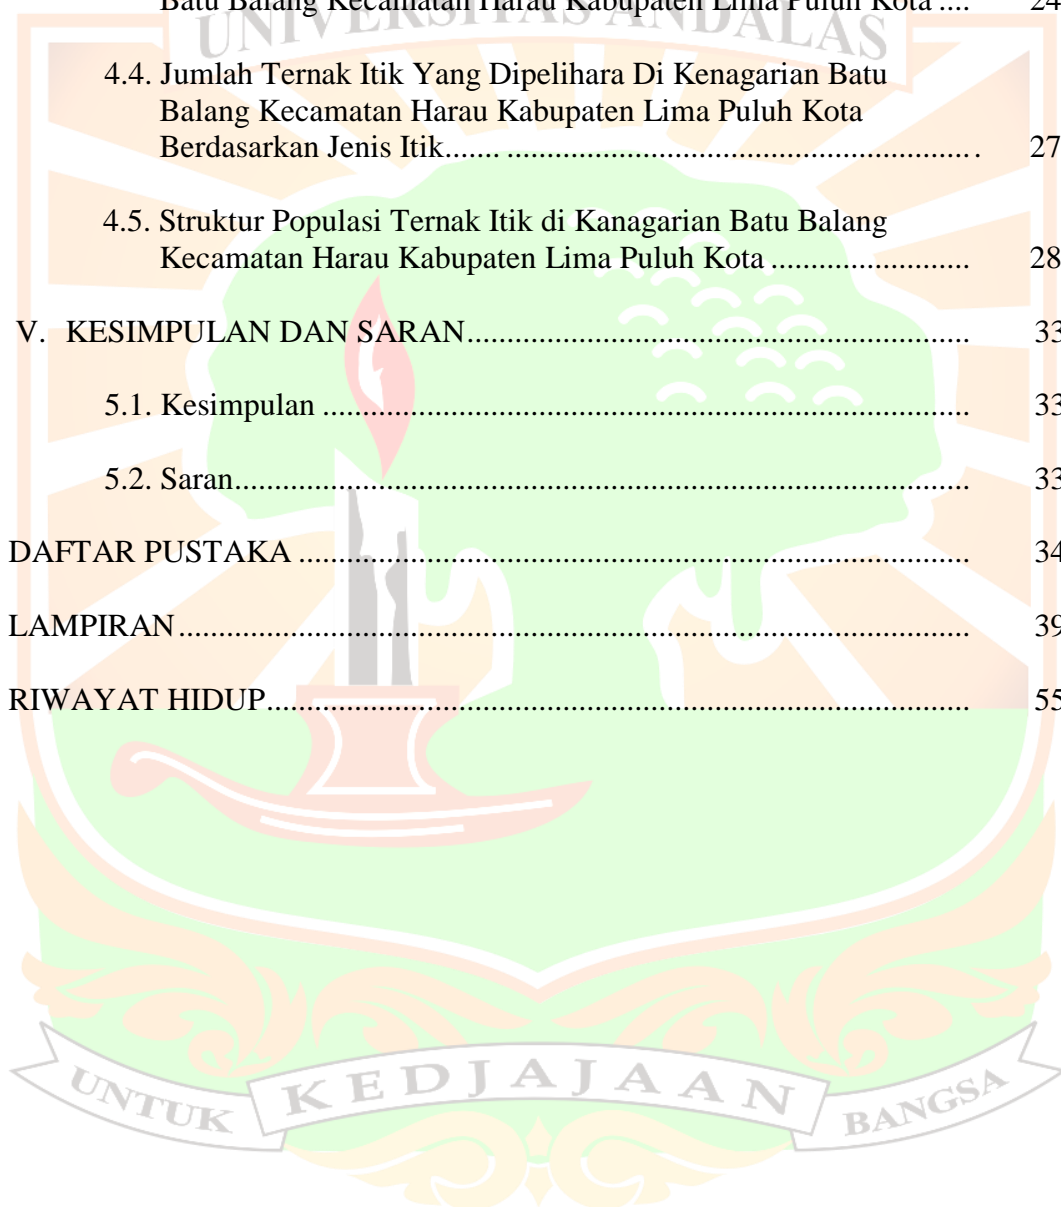 Batu Balang Kecamatan Harau Kabupaten Lima Puluh Kota .... 24
UNIVERSITAS ANDALAS
4.4. Jumlah Ternak Itik Yang Dipelihara Di Kenagarian Batu
Balang Kecamatan Harau Kabupaten Lima Puluh Kota
Berdasarkan Jenis Itik....... ............................................................ 27
4.5. Struktur Populasi Ternak Itik di Kanagarian Batu Balang
Kecamatan Harau Kabupaten Lima Puluh Kota ......................... 28
V. KESIMPULAN DAN SARAN ............................................................... 33
5.1. Kesimpulan ................................................................................. 33
5.2. Saran............................................................................................ 33
DAFTAR PUSTAKA .................................................................................... 34
LAMPIRAN ................................................................................................... 39
RIWAYAT HIDUP........................................................................................ 55
UNTUK KEDJAJAAN BANGSA